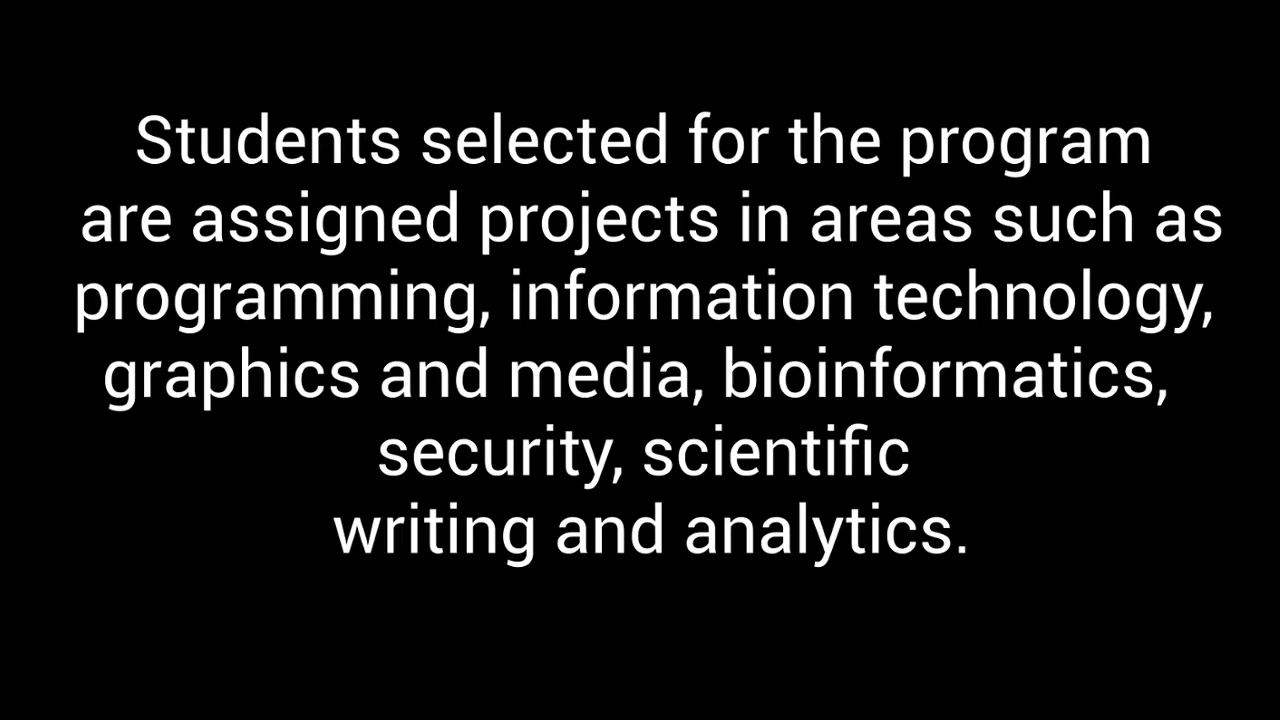 Students selected for the program
are assigned projects in areas such as
programming, information technology,
graphics and media, bioinformatics,
security, scientific
writing and analytics.